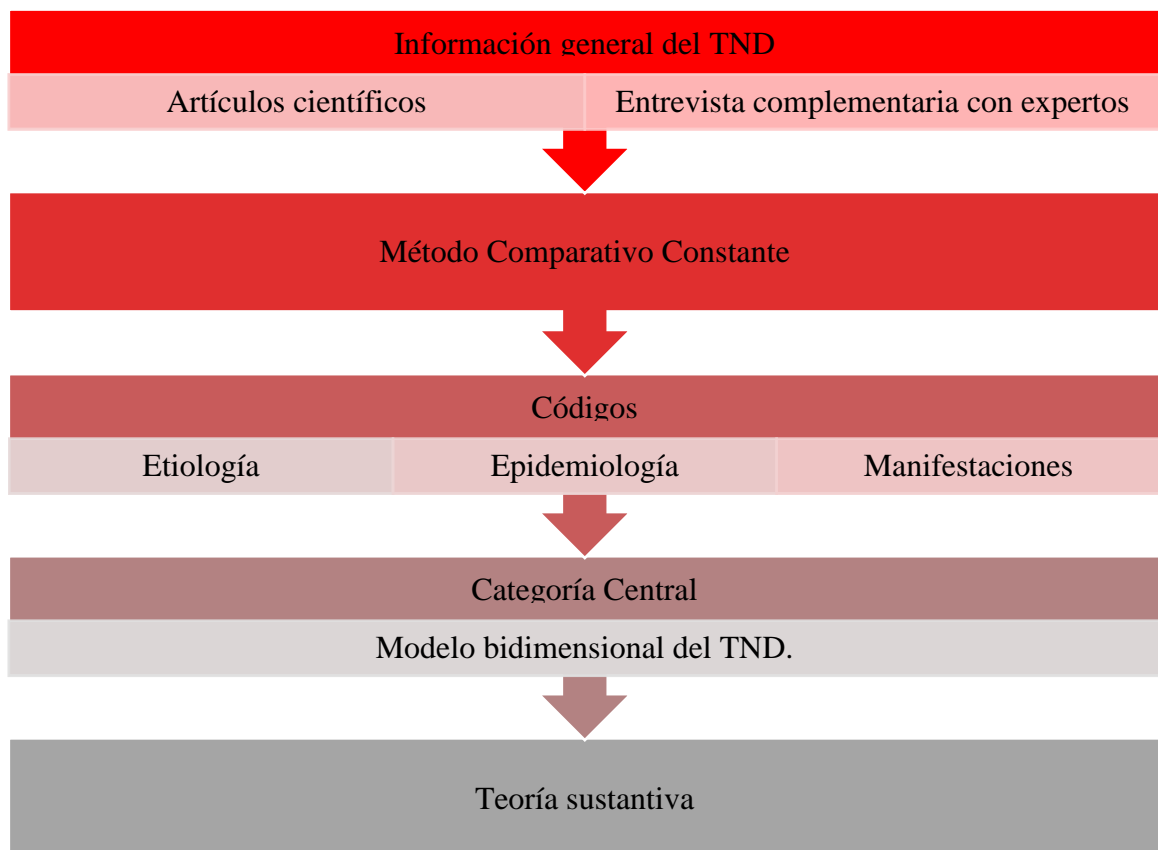 Información general del TND
Artículos científicos
Entrevista complementaria con expertos
Método Comparativo Constante
Códigos
Etiología
Epidemiología
Manifestaciones
Categoría Central
Modelo bidimensional del TND.
Teoría sustantiva